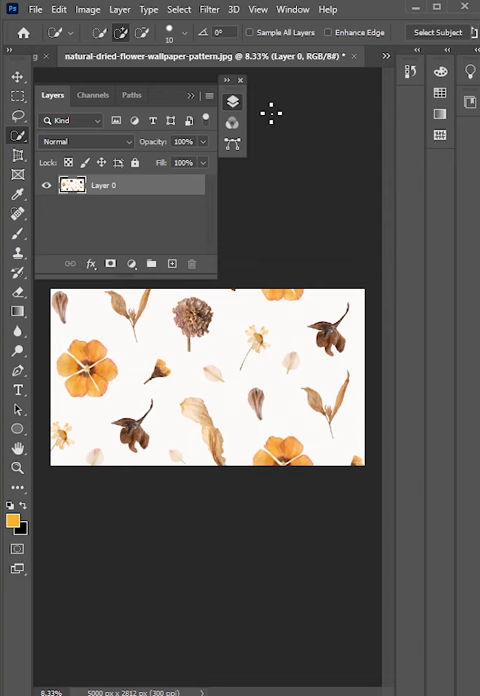 Ps File Edit Image Layer Type Select Filter 3D View Window Help
10 0° Sample All Layers Enhance Edge Select Subject
natural-dried-flower-wallpaper-pattern.jpg @ 8.33% (Layer 0, RGB/8#) *
Layers Channels Paths
Kind
Normal Opacity: 100%
Lock: Fill: 100%
Layer 0
fx
T
8.33% 5000 px x 2812 px (300 ppi)